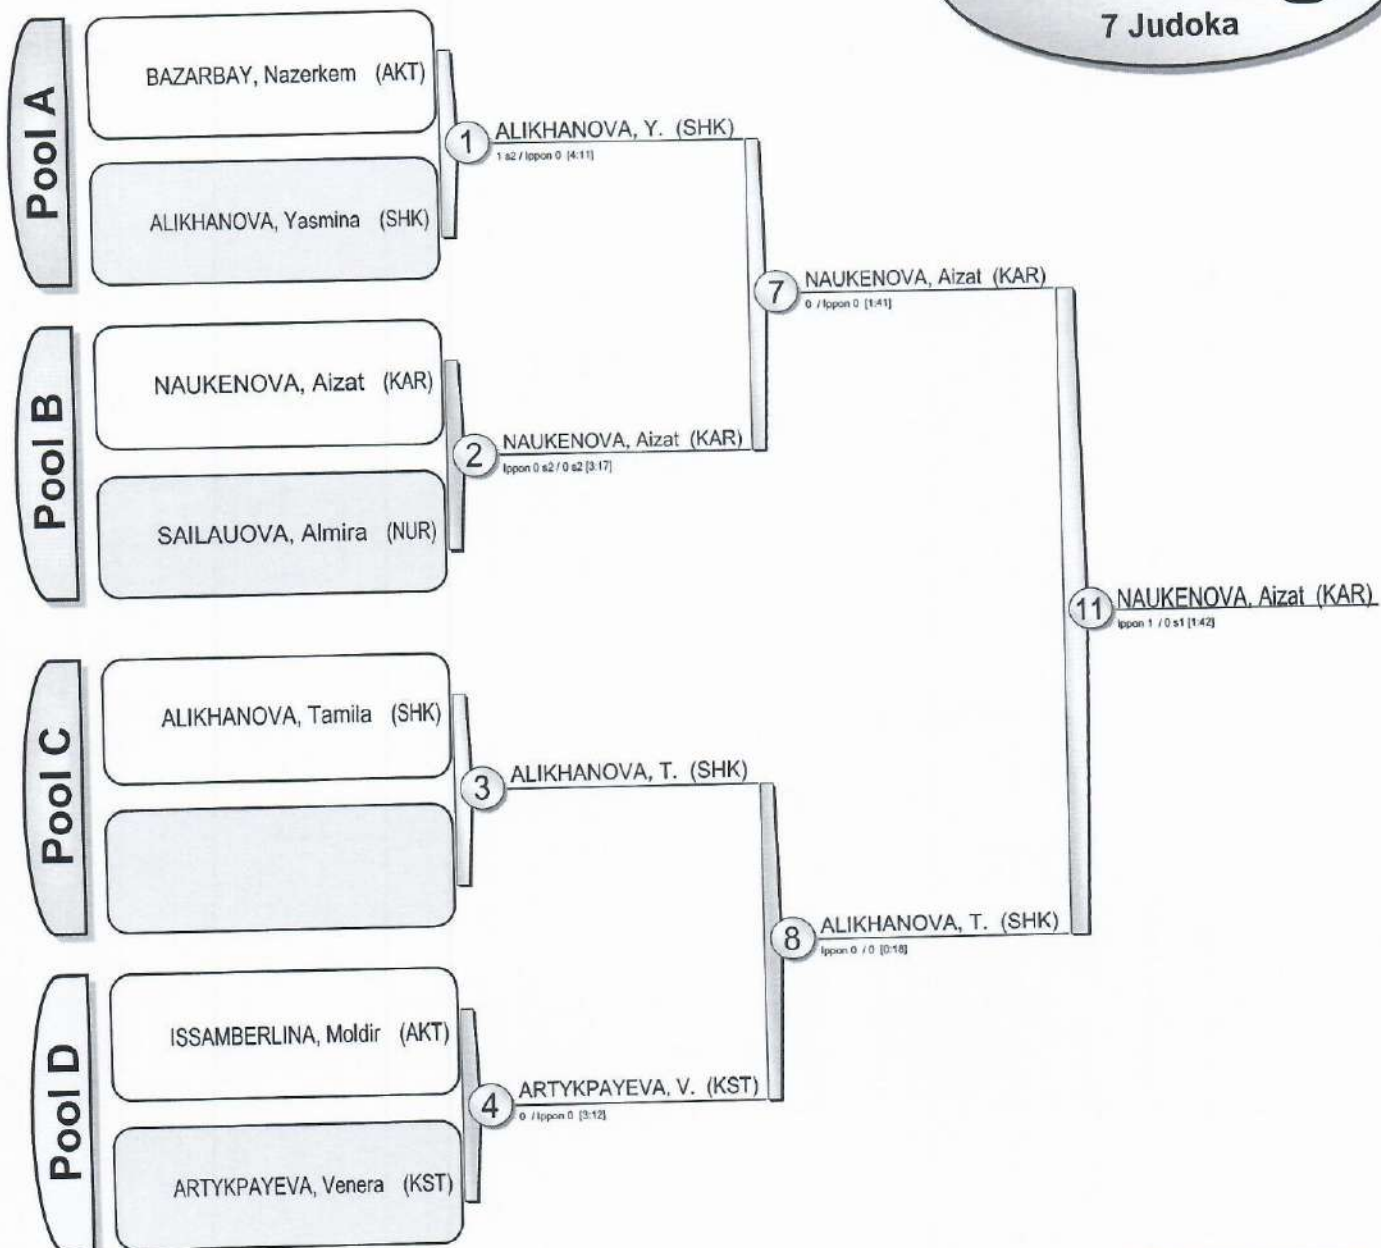 7 Judoka
Pool A
BAZARBAY, Nazerkem (AKT)
ALIKHANOVA, Yasmina (SHK)
1
ALIKHANOVA, Y. (SHK)
1 s2 / Ippon 0 [4:11]
Pool B
NAUKENOVA, Aizat (KAR)
SAILAUOVA, Almira (NUR)
2
NAUKENOVA, Aizat (KAR)
Ippon 0 s2 / 0 s2 [3:17]
7
NAUKENOVA, Aizat (KAR)
0 / Ippon 0 [1:41]
Pool C
ALIKHANOVA, Tamila (SHK)
3
ALIKHANOVA, T. (SHK)
Pool D
ISSAMBERLINA, Moldir (AKT)
ARTYKPAYEVA, Venera (KST)
4
ARTYKPAYEVA, V. (KST)
0 / Ippon 0 [3:12]
8
ALIKHANOVA, T. (SHK)
Ippon 0 / 0 [0:18]
11
NAUKENOVA, Aizat (KAR)
Ippon 1 / 0 s1 [1:42]